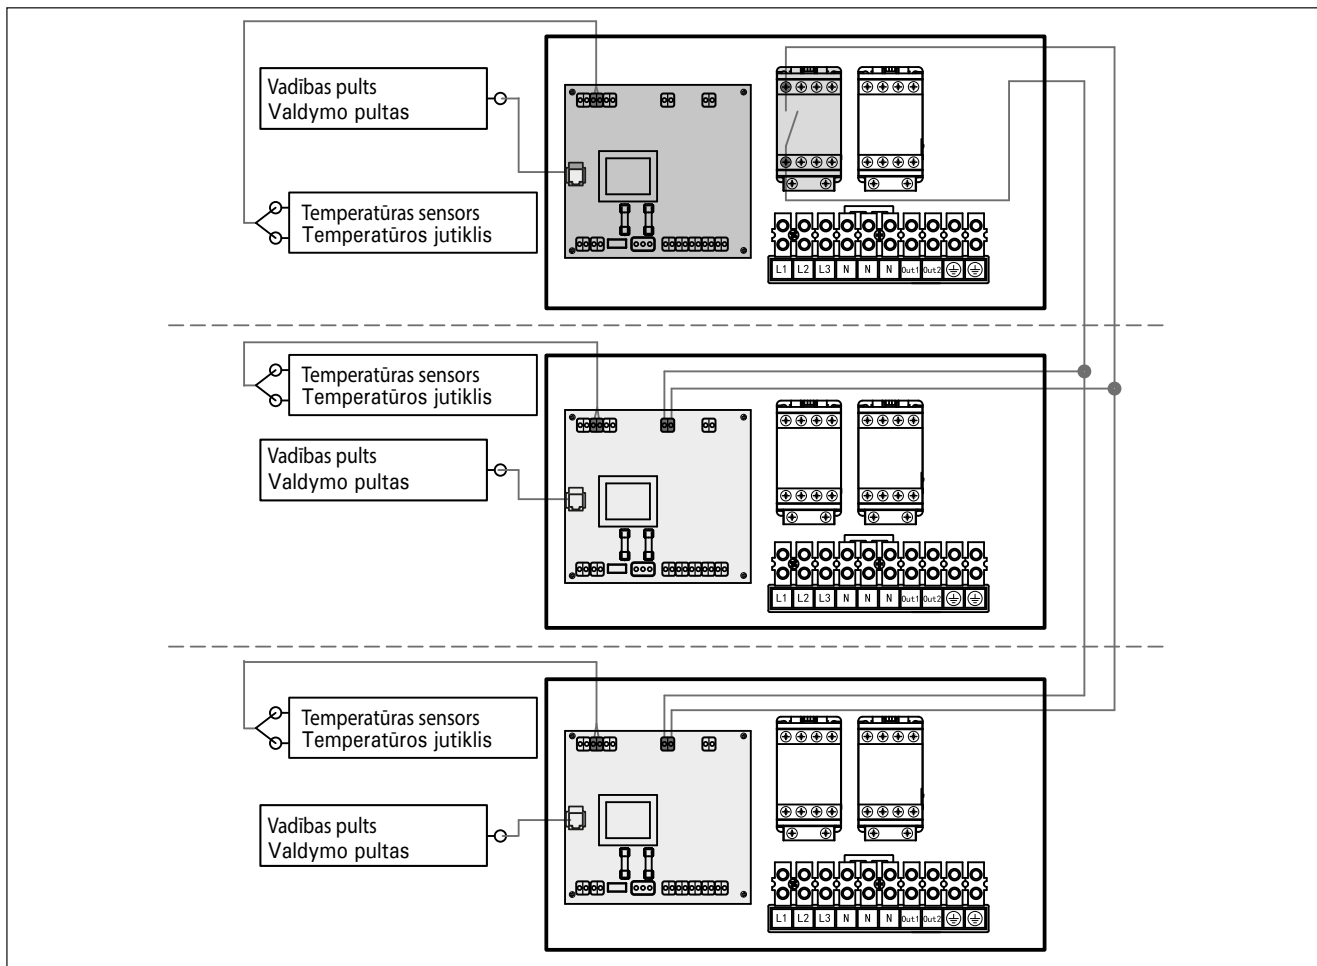 Vadības pults
Valdymo pultas
Temperatūras sensors
Temperatūros jutiklis
L1 L2 L3 N N N Out1 Out2
Temperatūras sensors
Temperatūros jutiklis
Vadības pults
Valdymo pultas
L1 L2 L3 N N N Out1 Out2
Temperatūras sensors
Temperatūros jutiklis
Vadības pults
Valdymo pultas
L1 L2 L3 N N N Out1 Out2